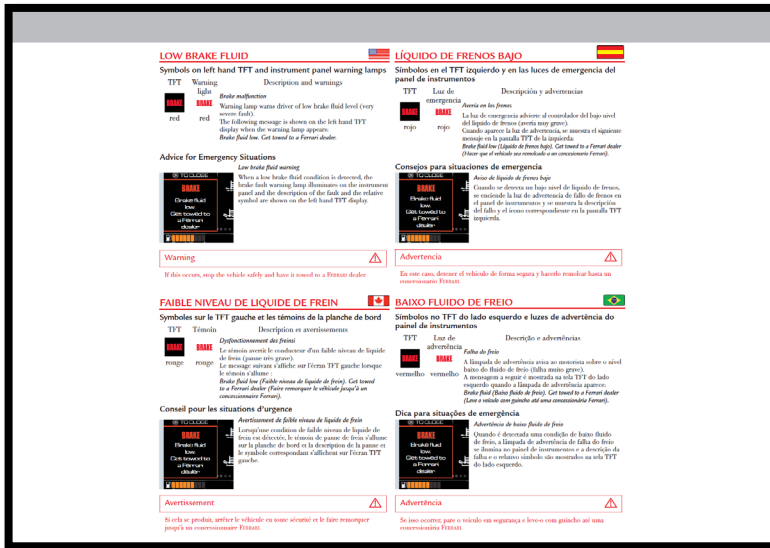 LOW BRAKE FLUID
Symbols on left hand TFT and instrument panel warning lamps
TFT Warning light Description and warnings
BRAKE BRAKE
red red
Brake malfunction
Warning lamp warns driver of low brake fluid level (very
severe fault).
The following message is shown on the left hand TFT
display when the warning lamp appears:
Brake fluid low. Get towed to a Ferrari dealer.
Advice for Emergency Situations
TO CLOSE
BRAKE
Brake fluid
low.
Get towed to
a Ferrari
dealer
Low brake fluid warning
When a low brake fluid condition is detected, the
brake fault warning lamp illuminates on the instrument
panel and the description of the fault and the relative
symbol are shown on the left hand TFT display.
Warning
If this occurs, stop the vehicle safely and have it towed to a FERRARI dealer.
LÍQUIDO DE FRENOS BAJO
Símbolos en el TFT izquierdo y en las luces de emergencia del
panel de instrumentos
TFT Luz de emergencia Descripción y advertencias
BRAKE BRAKE
rojo rojo
Avería en los frenos
La luz de emergencia advierte al controlador del bajo nivel
del líquido de frenos (avería muy grave).
Cuando aparece la luz de advertencia, se muestra el siguiente
mensaje en la pantalla TFT de la izquierda:
Brake fluid low (Líquido de frenos bajo). Get towed to a Ferrari dealer
(Hacer que el vehículo sea remolcado a un concesionario Ferrari).
Consejos para situaciones de emergencia
TO CLOSE
BRAKE
Brake fluid
low.
Get towed to
a Ferrari
dealer
Aviso de líquido de frenos bajo
Cuando se detecta un bajo nivel de líquido de frenos,
se enciende la luz de advertencia de fallo de frenos en
el panel de instrumentos y se muestra la descripción
del fallo y el icono correspondiente en la pantalla TFT
izquierda.
Advertencia
En este caso, detener el vehículo de forma segura y hacerlo remolcar hasta un
concesionario FERRARI.
FAIBLE NIVEAU DE LIQUIDE DE FREIN
Symboles sur le TFT gauche et les témoins de la planche de bord
TFT Témoin Description et avertissements
BRAKE BRAKE
rouge rouge
Dysfonctionnement des freinsi
Le témoin avertit le conducteur d'un faible niveau de liquide
de frein (panne très grave).
Le message suivant s'affiche sur l'écran TFT gauche lorsque
le témoin s'allume :
Brake fluid low (Faible niveau de liquide de frein). Get towed
to a Ferrari dealer (Faire remorquer le véhicule jusqu'à un
concessionnaire Ferrari).
Conseil pour les situations d'urgence
TO CLOSE
BRAKE
Brake fluid
low.
Get towed to
a Ferrari
dealer
Avertissement de faible niveau de liquide de frein
Lorsqu'une condition de faible niveau de liquide de
frein est détectée, le témoin de panne de frein s'allume
sur la planche de bord et la description de la panne et
le symbole correspondant s'affichent sur l'écran TFT
gauche.
Avertissement
Si cela se produit, arrêter le véhicule en toute sécurité et le faire remorquer
jusqu'à un concessionnaire FERRARI.
BAIXO FLUIDO DE FREIO
Símbolos no TFT do lado esquerdo e luzes de advertência do
painel de instrumentos
TFT Luz de advertência Descrição e advertências
BRAKE BRAKE
vermelho vermelho
Falha do freio
A lâmpada de advertência avisa ao motorista sobre o nível
baixo do fluido de freio (falha muito grave).
A mensagem a seguir é mostrada na tela TFT do lado
esquerdo quando a lâmpada de advertência aparece:
Brake fluid (Baixo fluido de freio). Get towed to a Ferrari dealer
(Leve o veículo com guincho até uma concessionária Ferrari).
Dica para situações de emergência
TO CLOSE
BRAKE
Brake fluid
low.
Get towed to
a Ferrari
dealer
Advertência de baixo fluido de freio
Quando é detectada uma condição de baixo fluido
de freio, a lâmpada de advertência de falha do freio
se ilumina no painel de instrumentos e a descrição da
falha e o relativo símbolo são mostrados na tela TFT
do lado esquerdo.
Advertência
Se isso ocorrer, pare o veículo em segurança e leve-o com guincho até uma
concessionária FERRARI.